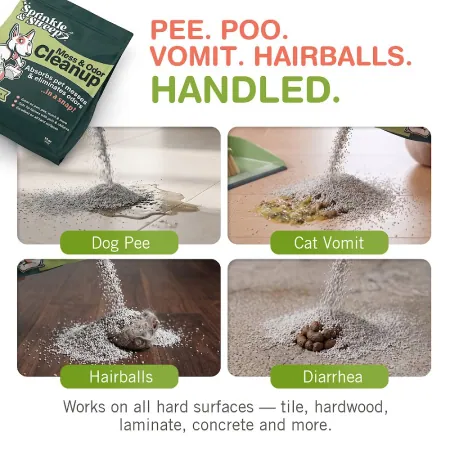 Sprinkle
& Sweep
Mess & Odor
Cleanup
Absorbs pet messes
& eliminates odors
...in a snap!
PEE. POO.
VOMIT. HAIRBALLS.
HANDLED.
Dog Pee
Cat Vomit
Hairballs
Diarrhea
Works on all hard surfaces — tile, hardwood,
laminate, concrete and more.